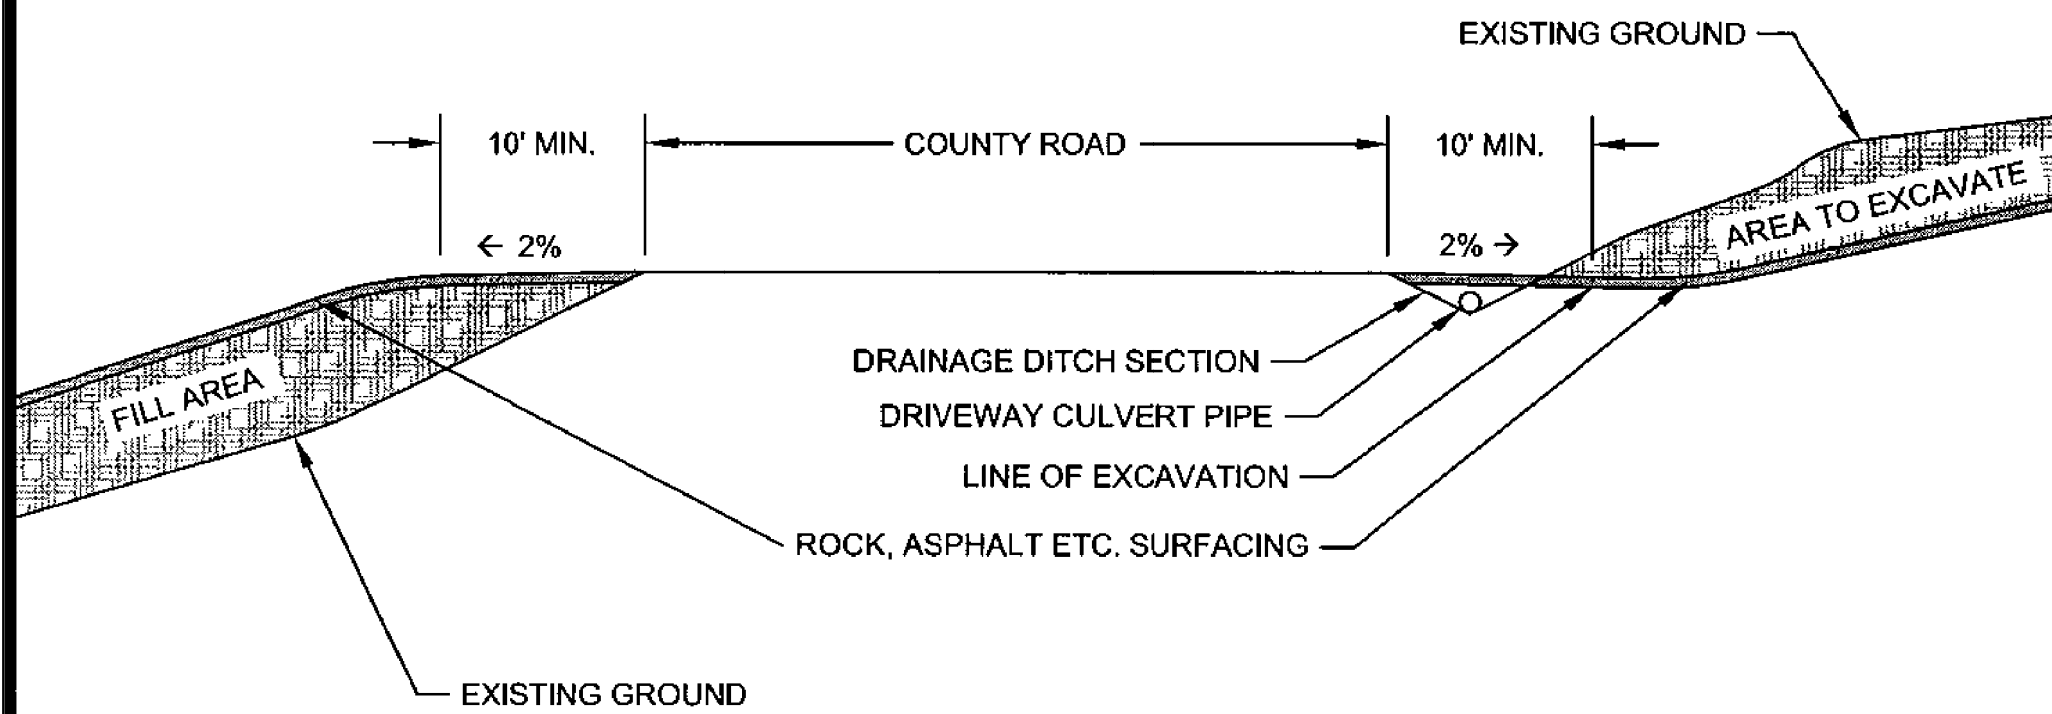 EXISTING GROUND
10' MIN.
COUNTY ROAD
10' MIN.
← 2%
2% →
AREA TO EXCAVATE
FILL AREA
DRAINAGE DITCH SECTION
DRIVEWAY CULVERT PIPE
LINE OF EXCAVATION
ROCK, ASPHALT ETC. SURFACING
EXISTING GROUND